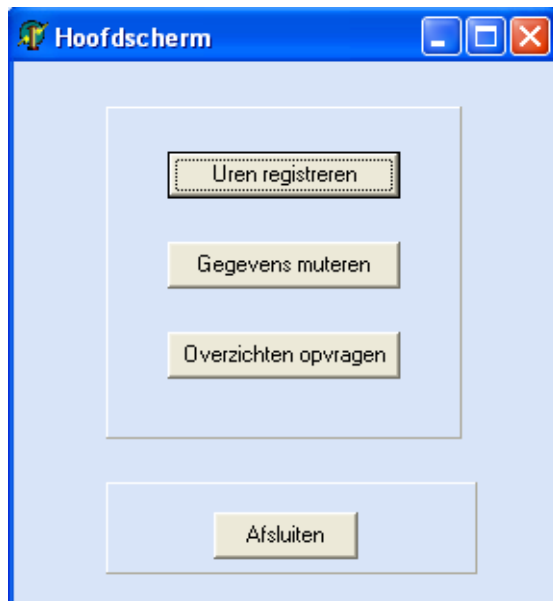 Hoofdscherm
Uren registreren
Gegevens muteren
Overzichten opvragen
Afsluiten